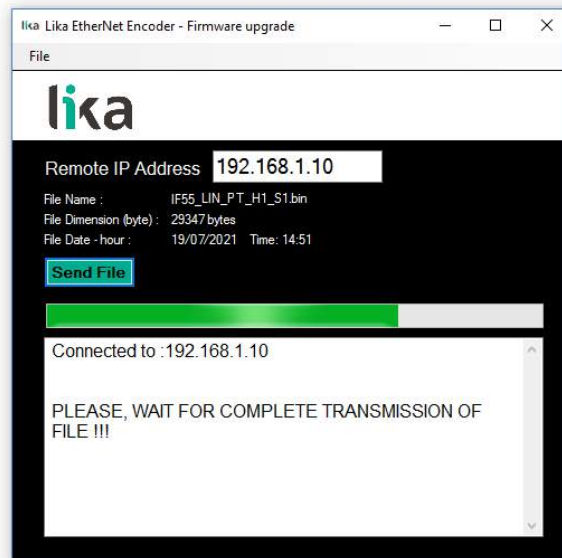 lika Lika EtherNet Encoder - Firmware upgrade
File
lika
Remote IP Address 192.168.1.10
File Name : IF55_LIN_PT_H1_S1.bin
File Dimension (byte) : 29347 bytes
File Date - hour : 19/07/2021 Time: 14:51
Send File
Connected to :192.168.1.10
PLEASE, WAIT FOR COMPLETE TRANSMISSION OF
FILE !!!